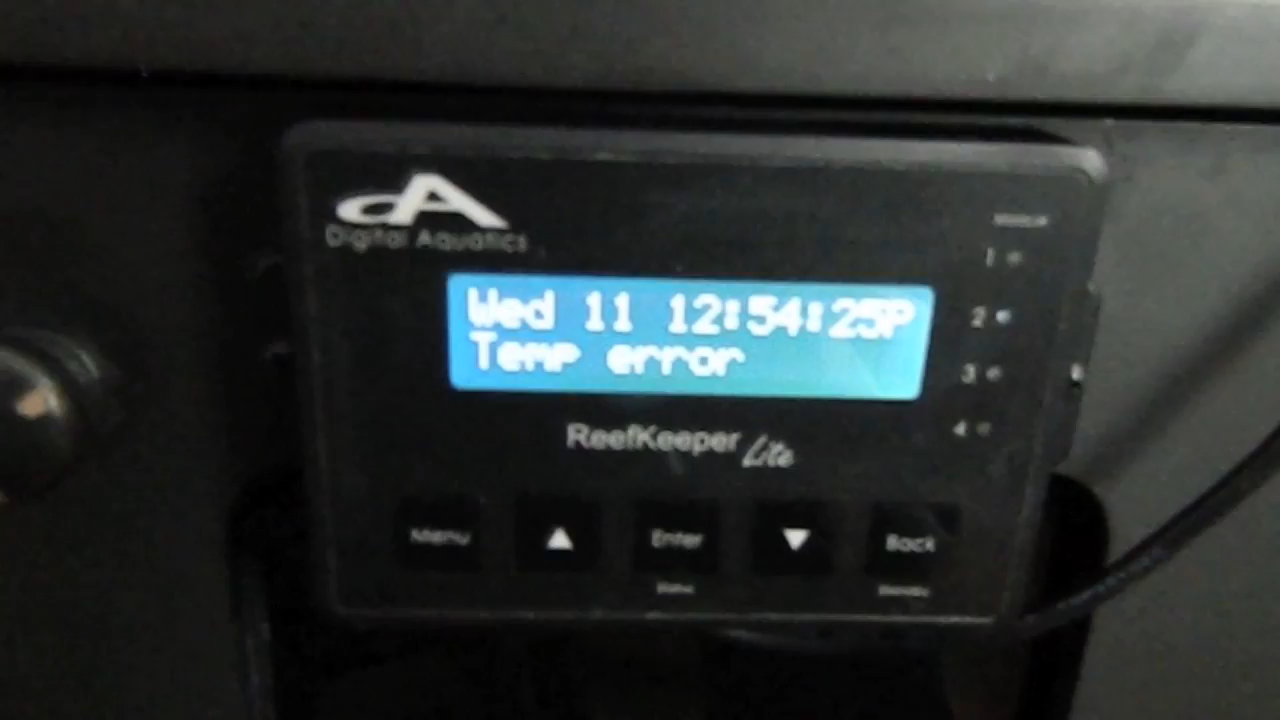 dA
Digital Aquatics
1
Wed 11 12:54:25P
2
Temp error
3
4
ReefKeeper Lite
Menu
Enter
Back